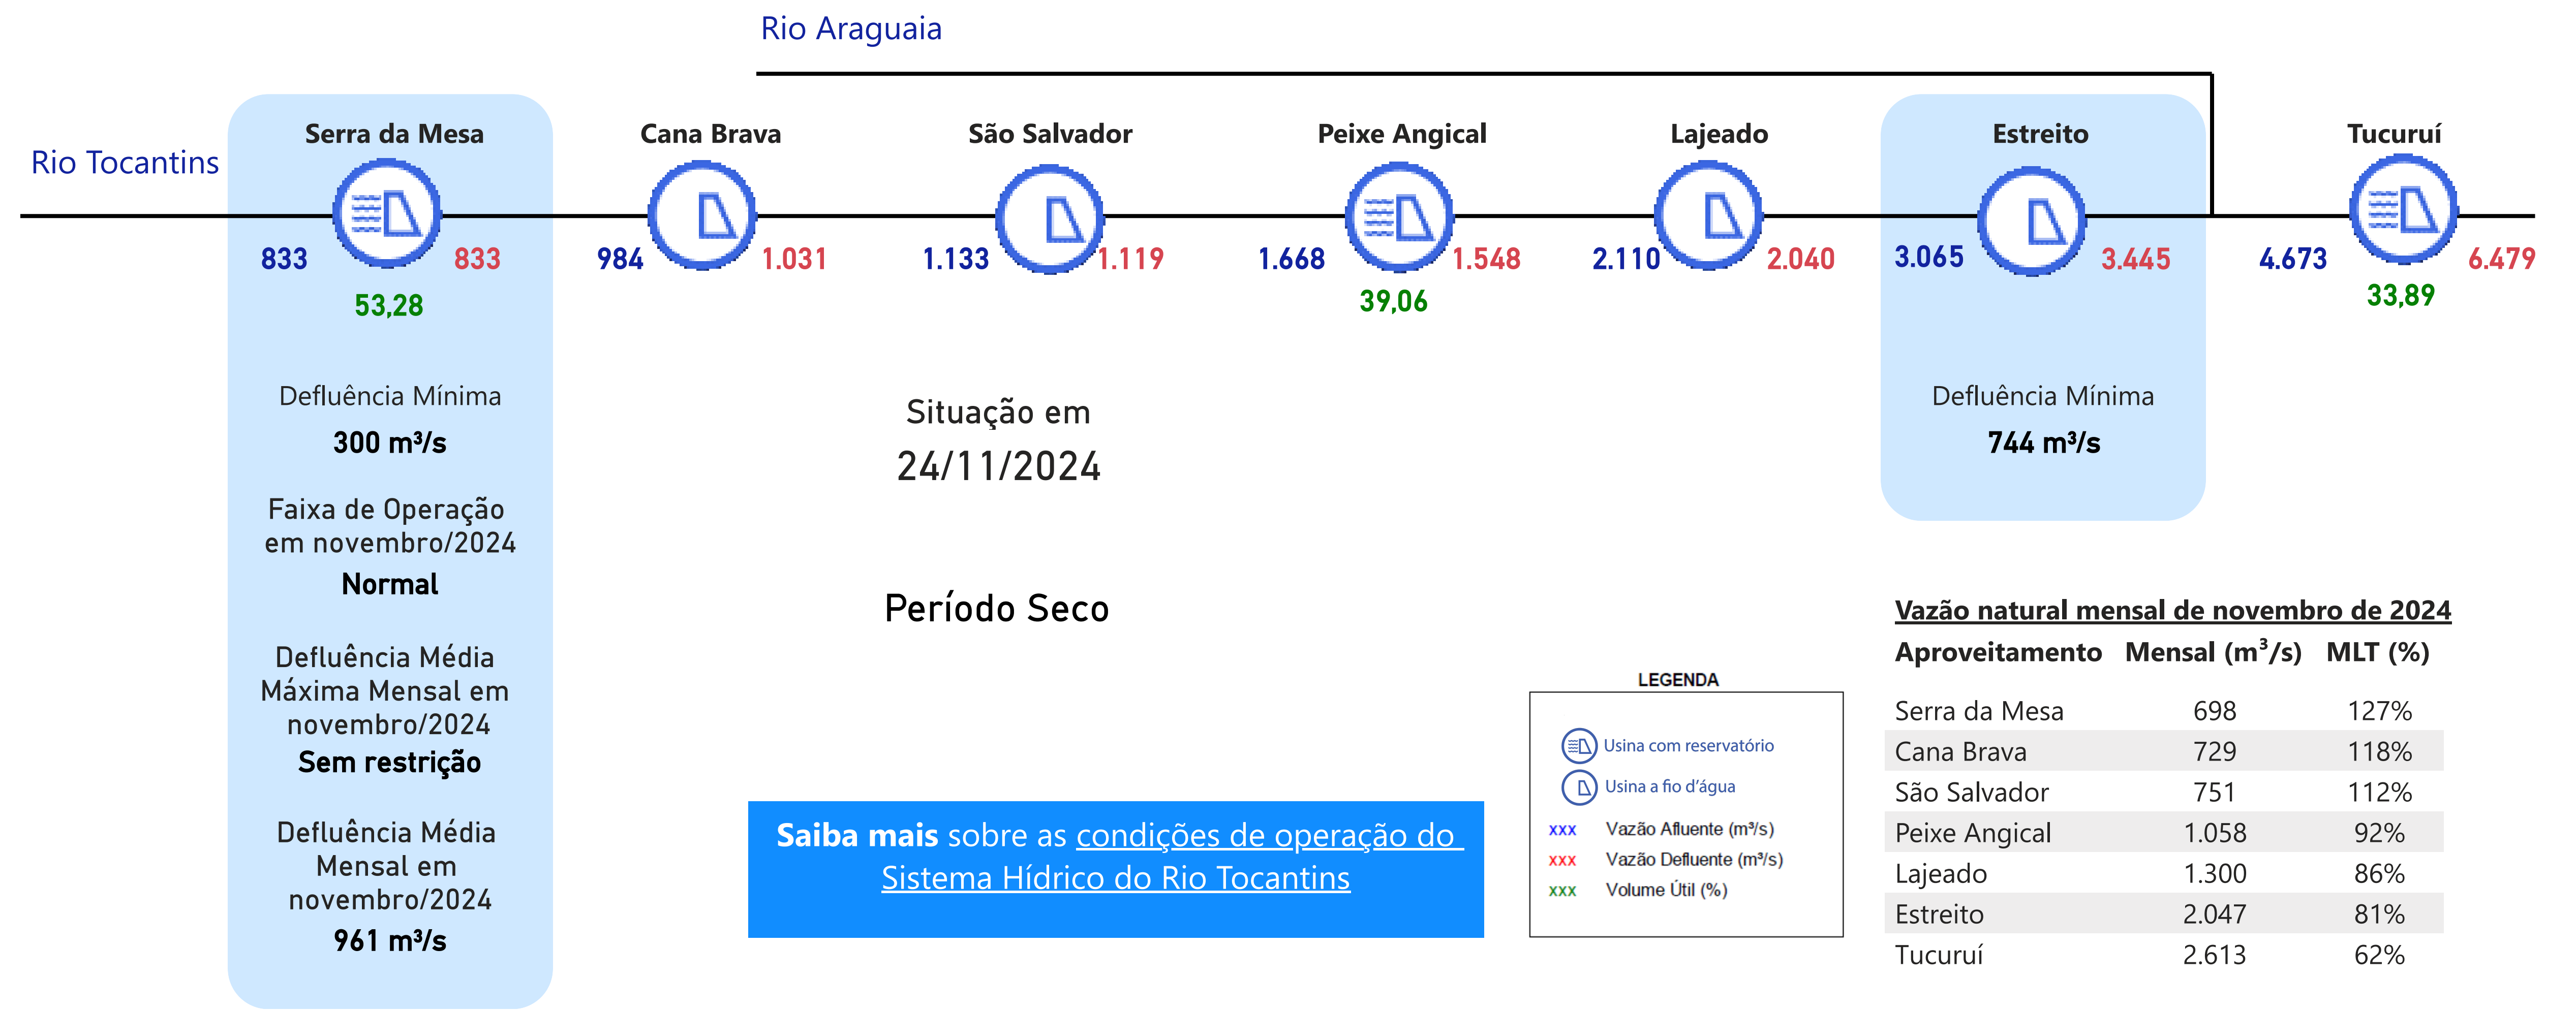 Rio Araguaia
Rio Tocantins
Serra da Mesa
Cana Brava
São Salvador
Peixe Angical
Lajeado
Estreito
Tucuruí
833
833
984
1.031
1.133
1.119
1.668
1.548
2.110
2.040
3.065
3.445
4.673
6.479
53,28
39,06
33,89
Defluência Mínima
300 m³/s
Faixa de Operação
em novembro/2024
Normal
Defluência Média
Máxima Mensal em
novembro/2024
Sem restrição
Defluência Média
Mensal em
novembro/2024
961 m³/s
Situação em
24/11/2024
Período Seco
Saiba mais sobre as condições de operação do
Sistema Hídrico do Rio Tocantins
Defluência Mínima
744 m³/s
LEGENDA
Usina com reservatório
Usina a fio d'água
xxx Vazão Afluente (m³/s)
xxx Vazão Defluente (m³/s)
xxx Volume Útil (%)
Vazão natural mensal de novembro de 2024
Aproveitamento Mensal (m³/s) MLT (%)
Serra da Mesa 698 127%
Cana Brava 729 118%
São Salvador 751 112%
Peixe Angical 1.058 92%
Lajeado 1.300 86%
Estreito 2.047 81%
Tucuruí 2.613 62%